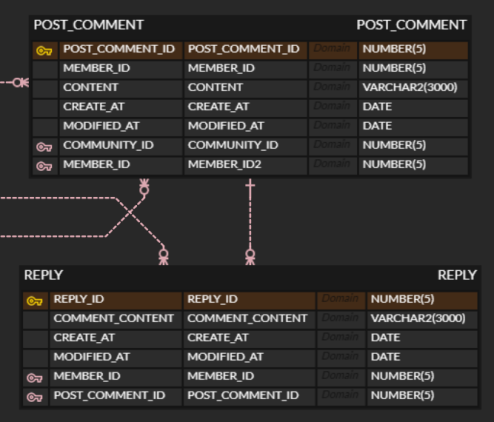 POST_COMMENT POST_COMMENT
POST_COMMENT_ID POST_COMMENT_ID Domain NUMBER(5)
MEMBER_ID MEMBER_ID Domain NUMBER(5)
CONTENT CONTENT Domain VARCHAR2(3000)
CREATE_AT CREATE_AT Domain DATE
MODIFIED_AT MODIFIED_AT Domain DATE
COMMUNITY_ID COMMUNITY_ID Domain NUMBER(5)
MEMBER_ID MEMBER_ID2 Domain NUMBER(5)
REPLY REPLY
REPLY_ID REPLY_ID Domain NUMBER(5)
COMMENT_CONTENT COMMENT_CONTENT Domain VARCHAR2(3000)
CREATE_AT CREATE_AT Domain DATE
MODIFIED_AT MODIFIED_AT Domain DATE
MEMBER_ID MEMBER_ID Domain NUMBER(5)
POST_COMMENT_ID POST_COMMENT_ID Domain NUMBER(5)